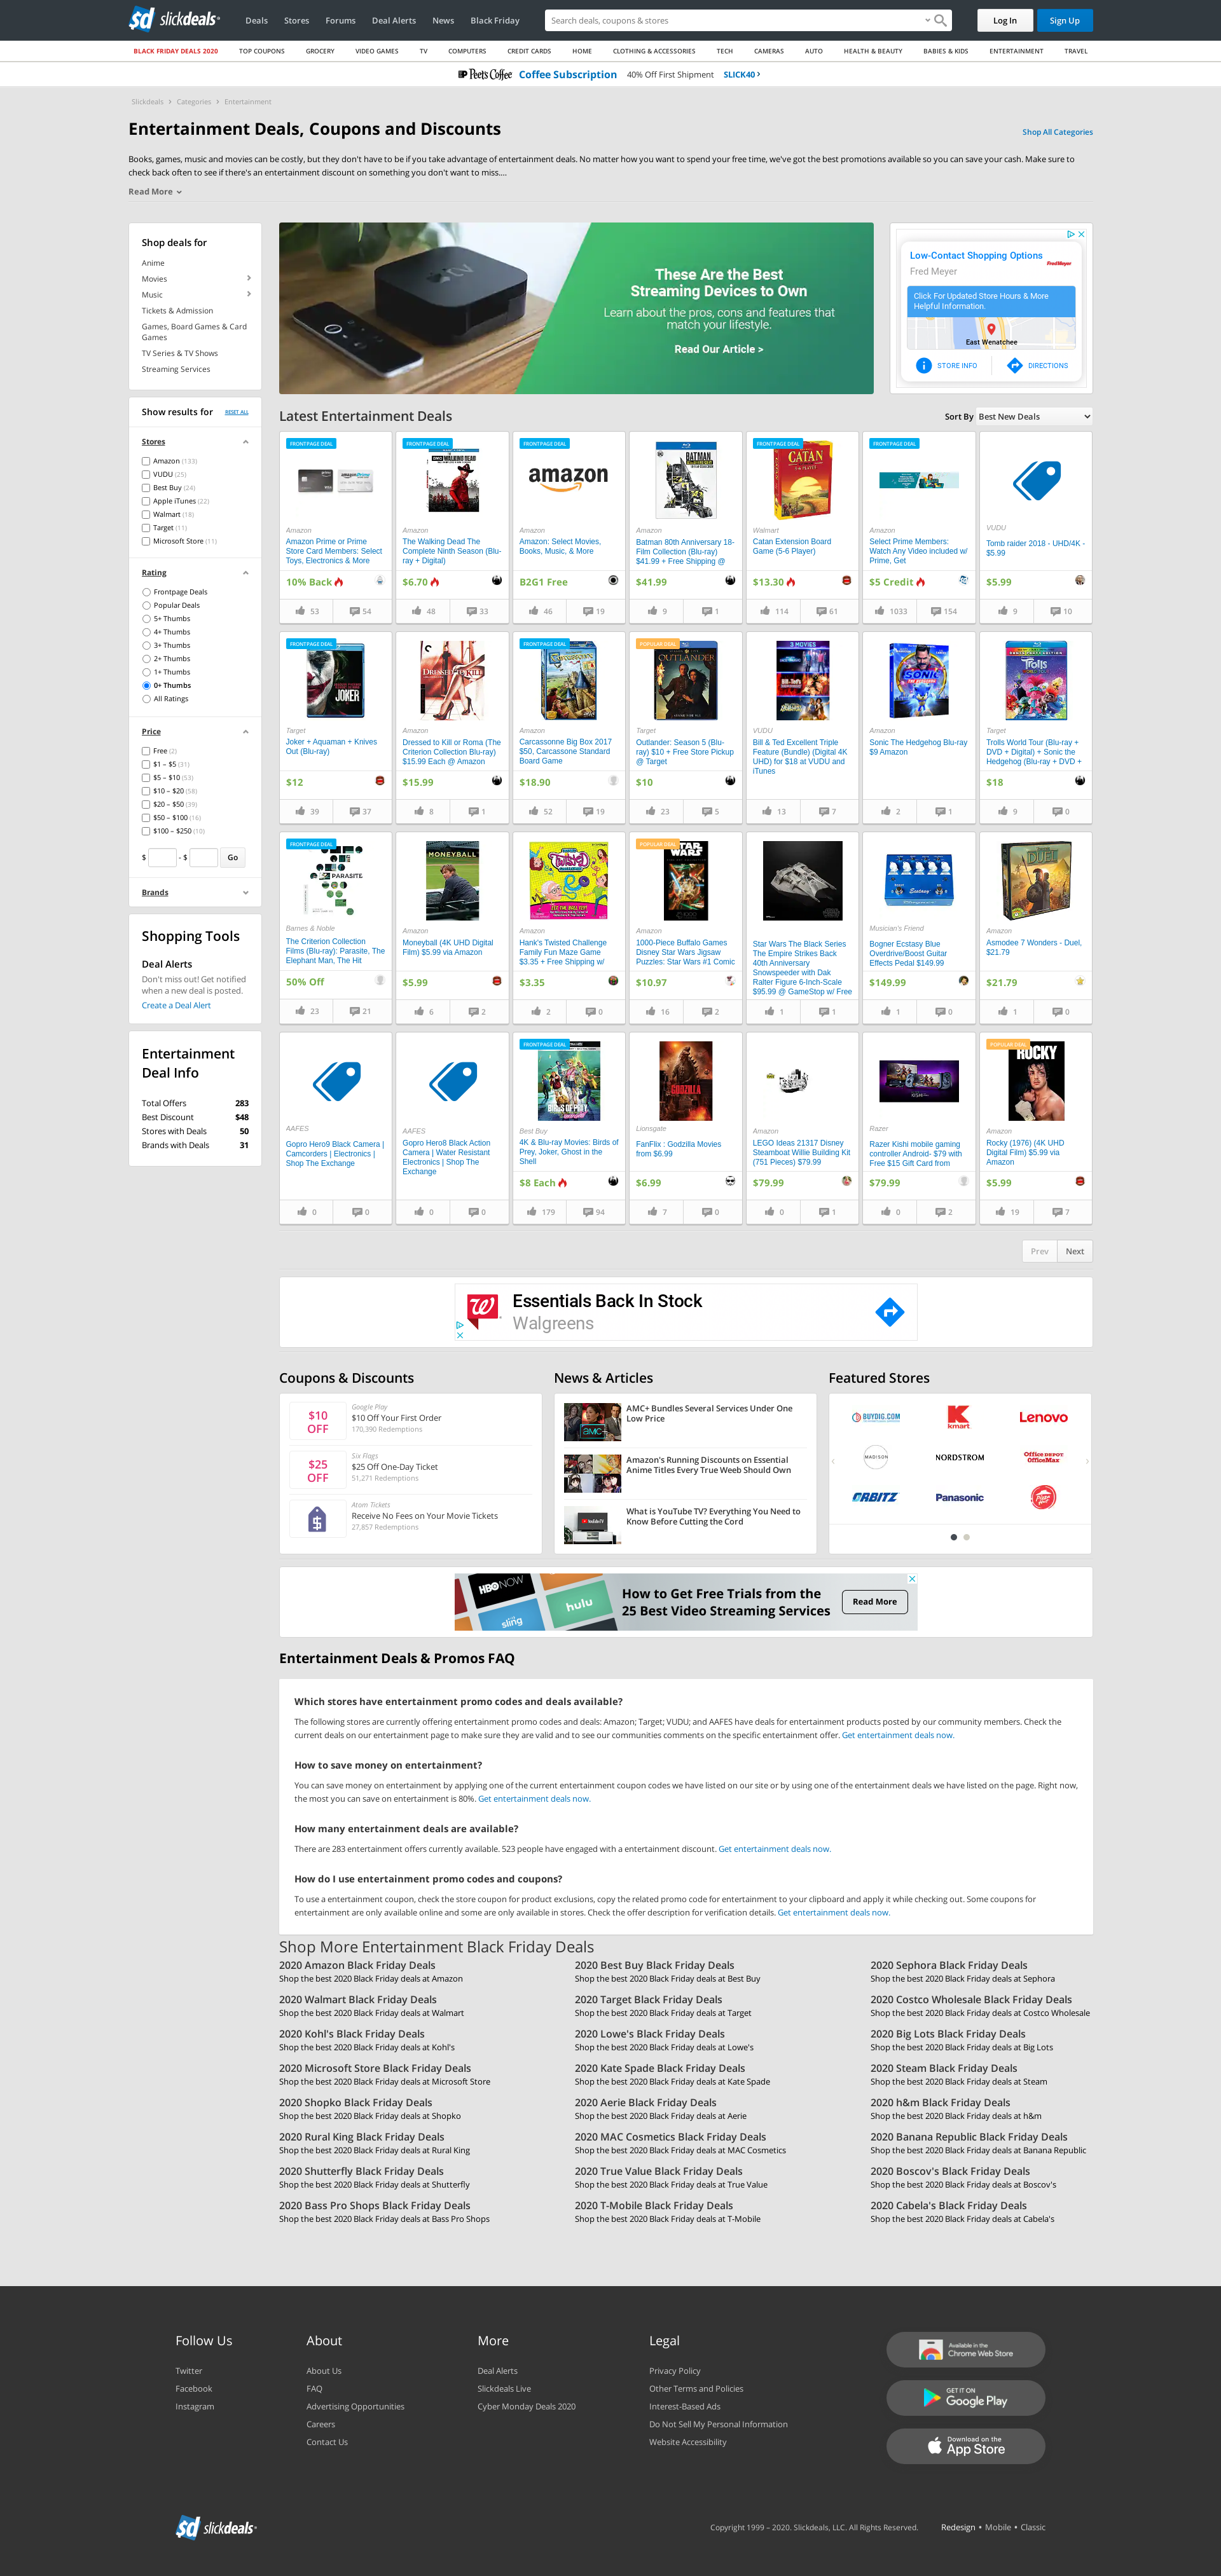 slickdeals
Deals
Stores
Forums
Deal Alerts
News
Black Friday
Search deals, coupons & stores
Log In
Sign Up
BLACK FRIDAY DEALS 2020
TOP COUPONS
GROCERY
VIDEO GAMES
TV
COMPUTERS
CREDIT CARDS
HOME
CLOTHING & ACCESSORIES
TECH
CAMERAS
AUTO
HEALTH & BEAUTY
BABIES & KIDS
ENTERTAINMENT
TRAVEL
Peet's Coffee Coffee Subscription 40% Off First Shipment SLICK40 >
Slickdeals > Categories > Entertainment
Entertainment Deals, Coupons and Discounts
Shop All Categories
Books, games, music and movies can be costly, but they don't have to be if you take advantage of entertainment deals. No matter how you want to spend your free time, we've got the best promotions available so you can save your cash. Make sure to
check back often to see if there's an entertainment discount on something you don't want to miss....
Read More
Shop deals for
Anime
Movies
Music
Tickets & Admission
Games, Board Games & Card
Games
TV Series & TV Shows
Streaming Services
Show results for
RESET ALL
Stores
Amazon (133)
VUDU (25)
Best Buy (24)
Apple iTunes (22)
Walmart (18)
Target (11)
Microsoft Store (11)
Rating
Frontpage Deals
Popular Deals
5+ Thumbs
4+ Thumbs
3+ Thumbs
2+ Thumbs
1+ Thumbs
0+ Thumbs
All Ratings
Price
Free (2)
$1 – $5 (31)
$5 – $10 (53)
$10 – $20 (58)
$20 – $50 (39)
$50 – $100 (16)
$100 – $250 (10)
$ - $ Go
Brands
Shopping Tools
Deal Alerts
Don't miss out! Get notified
when a new deal is posted.
Create a Deal Alert
Entertainment
Deal Info
Total Offers 283
Best Discount $48
Stores with Deals 50
Brands with Deals 31
tv
These Are the Best
Streaming Devices to Own
Learn about the pros, cons and features that
match your lifestyle.
Read Our Article >
Low-Contact Shopping Options
Fred Meyer
Fred Meyer
Click For Updated Store Hours & More
Helpful Information.
East Wenatchee
STORE INFO
DIRECTIONS
Latest Entertainment Deals
Sort By Best New Deals
FRONTPAGE DEAL
Amazon
Amazon Prime or Prime
Store Card Members: Select
Toys, Electronics & More
10% Back
53
54
FRONTPAGE DEAL
Amazon
The Walking Dead The
Complete Ninth Season (Blu-
ray + Digital)
$6.70
48
33
FRONTPAGE DEAL
amazon
Amazon
Amazon: Select Movies,
Books, Music, & More
B2G1 Free
46
19
BATMAN
Amazon
Batman 80th Anniversary 18-
Film Collection (Blu-ray)
$41.99 + Free Shipping @
$41.99
9
1
FRONTPAGE DEAL
CATAN
Walmart
Catan Extension Board
Game (5-6 Player)
$13.30
114
61
FRONTPAGE DEAL
Amazon
Select Prime Members:
Watch Any Video included w/
Prime, Get
$5 Credit
1033
154
VUDU
Tomb raider 2018 - UHD/4K -
$5.99
$5.99
9
10
FRONTPAGE DEAL
JOKER
Target
Joker + Aquaman + Knives
Out (Blu-ray)
$12
39
37
DRESSED TO KILL
Amazon
Dressed to Kill or Roma (The
Criterion Collection Blu-ray)
$15.99 Each @ Amazon
$15.99
8
1
FRONTPAGE DEAL
Amazon
Carcassonne Big Box 2017
$50, Carcassone Standard
Board Game
$18.90
52
19
POPULAR DEAL
OUTLANDER
Target
Outlander: Season 5 (Blu-
ray) $10 + Free Store Pickup
@ Target
$10
23
5
3 MOVIES
VUDU
Bill & Ted Excellent Triple
Feature (Bundle) (Digital 4K
UHD) for $18 at VUDU and
iTunes
13
7
SONIC
Amazon
Sonic The Hedgehog Blu-ray
$9 Amazon
2
1
Trolls
Target
Trolls World Tour (Blu-ray +
DVD + Digital) + Sonic the
Hedgehog (Blu-ray + DVD +
$18
9
0
FRONTPAGE DEAL
PARASITE
Barnes & Noble
The Criterion Collection
Films (Blu-ray): Parasite, The
Elephant Man, The Hit
50% Off
23
21
MONEYBALL
Amazon
Moneyball (4K UHD Digital
Film) $5.99 via Amazon
$5.99
6
2
Twisted
Amazon
Hank's Twisted Challenge
Family Fun Maze Game
$3.35 + Free Shipping w/
$3.35
2
0
POPULAR DEAL
STAR WARS
Amazon
1000-Piece Buffalo Games
Disney Star Wars Jigsaw
Puzzles: Star Wars #1 Comic
$10.97
16
2
Star Wars The Black Series
The Empire Strikes Back
40th Anniversary
Snowspeeder with Dak
Ralter Figure 6-Inch-Scale
$95.99 @ GameStop w/ Free
1
1
Ecstasy
Musician's Friend
Bogner Ecstasy Blue
Overdrive/Boost Guitar
Effects Pedal $149.99
$149.99
1
0
DUEL
Amazon
Asmodee 7 Wonders - Duel,
$21.79
$21.79
1
0
AAFES
Gopro Hero9 Black Camera |
Camcorders | Electronics |
Shop The Exchange
0
0
AAFES
Gopro Hero8 Black Action
Camera | Water Resistant
Electronics | Shop The
Exchange
0
0
FRONTPAGE DEAL
BIRDS OF PREY
Best Buy
4K & Blu-ray Movies: Birds of
Prey, Joker, Ghost in the
Shell
$8 Each
179
94
GODZILLA
Lionsgate
FanFlix : Godzilla Movies
from $6.99
$6.99
7
0
Amazon
LEGO Ideas 21317 Disney
Steamboat Willie Building Kit
(751 Pieces) $79.99
$79.99
0
1
KISHI
Razer
Razer Kishi mobile gaming
controller Android- $79 with
Free $15 Gift Card from
$79.99
0
2
POPULAR DEAL
ROCKY
Amazon
Rocky (1976) (4K UHD
Digital Film) $5.99 via
Amazon
$5.99
19
7
Prev
Next
Essentials Back In Stock
Walgreens
Coupons & Discounts
$10
OFF
Google Play
$10 Off Your First Order
170,390 Redemptions
$25
OFF
Six Flags
$25 Off One-Day Ticket
51,271 Redemptions
Atom Tickets
Receive No Fees on Your Movie Tickets
27,857 Redemptions
News & Articles
amc+
AMC+ Bundles Several Services Under One
Low Price
Amazon's Running Discounts on Essential
Anime Titles Every True Weeb Should Own
YouTube TV
What is YouTube TV? Everything You Need to
Know Before Cutting the Cord
Featured Stores
BUYDIG.COM
kmart
Lenovo
MADISON
NORDSTROM
Office DEPOT
OfficeMax
ORBITZ
Panasonic
Pizza Hut
HBO NOW
hulu
sling
How to Get Free Trials from the
25 Best Video Streaming Services
Read More
Entertainment Deals & Promos FAQ
Which stores have entertainment promo codes and deals available?
The following stores are currently offering entertainment promo codes and deals: Amazon; Target; VUDU; and AAFES have deals for entertainment products posted by our community members. Check the
current deals on our entertainment page to make sure they are valid and to see our communities comments on the specific entertainment offer. Get entertainment deals now.
How to save money on entertainment?
You can save money on entertainment by applying one of the current entertainment coupon codes we have listed on our site or by using one of the entertainment deals we have listed on the page. Right now,
the most you can save on entertainment is 80%. Get entertainment deals now.
How many entertainment deals are available?
There are 283 entertainment offers currently available. 523 people have engaged with a entertainment discount. Get entertainment deals now.
How do I use entertainment promo codes and coupons?
To use a entertainment coupon, check the store coupon for product exclusions, copy the related promo code for entertainment to your clipboard and apply it while checking out. Some coupons for
entertainment are only available online and some are only available in stores. Check the offer description for verification details. Get entertainment deals now.
Shop More Entertainment Black Friday Deals
2020 Amazon Black Friday Deals
Shop the best 2020 Black Friday deals at Amazon
2020 Best Buy Black Friday Deals
Shop the best 2020 Black Friday deals at Best Buy
2020 Sephora Black Friday Deals
Shop the best 2020 Black Friday deals at Sephora
2020 Walmart Black Friday Deals
Shop the best 2020 Black Friday deals at Walmart
2020 Target Black Friday Deals
Shop the best 2020 Black Friday deals at Target
2020 Costco Wholesale Black Friday Deals
Shop the best 2020 Black Friday deals at Costco Wholesale
2020 Kohl's Black Friday Deals
Shop the best 2020 Black Friday deals at Kohl's
2020 Lowe's Black Friday Deals
Shop the best 2020 Black Friday deals at Lowe's
2020 Big Lots Black Friday Deals
Shop the best 2020 Black Friday deals at Big Lots
2020 Microsoft Store Black Friday Deals
Shop the best 2020 Black Friday deals at Microsoft Store
2020 Kate Spade Black Friday Deals
Shop the best 2020 Black Friday deals at Kate Spade
2020 Steam Black Friday Deals
Shop the best 2020 Black Friday deals at Steam
2020 Shopko Black Friday Deals
Shop the best 2020 Black Friday deals at Shopko
2020 Aerie Black Friday Deals
Shop the best 2020 Black Friday deals at Aerie
2020 h&m Black Friday Deals
Shop the best 2020 Black Friday deals at h&m
2020 Rural King Black Friday Deals
Shop the best 2020 Black Friday deals at Rural King
2020 MAC Cosmetics Black Friday Deals
Shop the best 2020 Black Friday deals at MAC Cosmetics
2020 Banana Republic Black Friday Deals
Shop the best 2020 Black Friday deals at Banana Republic
2020 Shutterfly Black Friday Deals
Shop the best 2020 Black Friday deals at Shutterfly
2020 True Value Black Friday Deals
Shop the best 2020 Black Friday deals at True Value
2020 Boscov's Black Friday Deals
Shop the best 2020 Black Friday deals at Boscov's
2020 Bass Pro Shops Black Friday Deals
Shop the best 2020 Black Friday deals at Bass Pro Shops
2020 T-Mobile Black Friday Deals
Shop the best 2020 Black Friday deals at T-Mobile
2020 Cabela's Black Friday Deals
Shop the best 2020 Black Friday deals at Cabela's
Follow Us
Twitter
Facebook
Instagram
About
About Us
FAQ
Advertising Opportunities
Careers
Contact Us
More
Deal Alerts
Slickdeals Live
Cyber Monday Deals 2020
Legal
Privacy Policy
Other Terms and Policies
Interest-Based Ads
Do Not Sell My Personal Information
Website Accessibility
Available in the
Chrome Web Store
GET IT ON
Google Play
Download on the
App Store
slickdeals
Copyright 1999 – 2020. Slickdeals, LLC. All Rights Reserved.
Redesign • Mobile • Classic